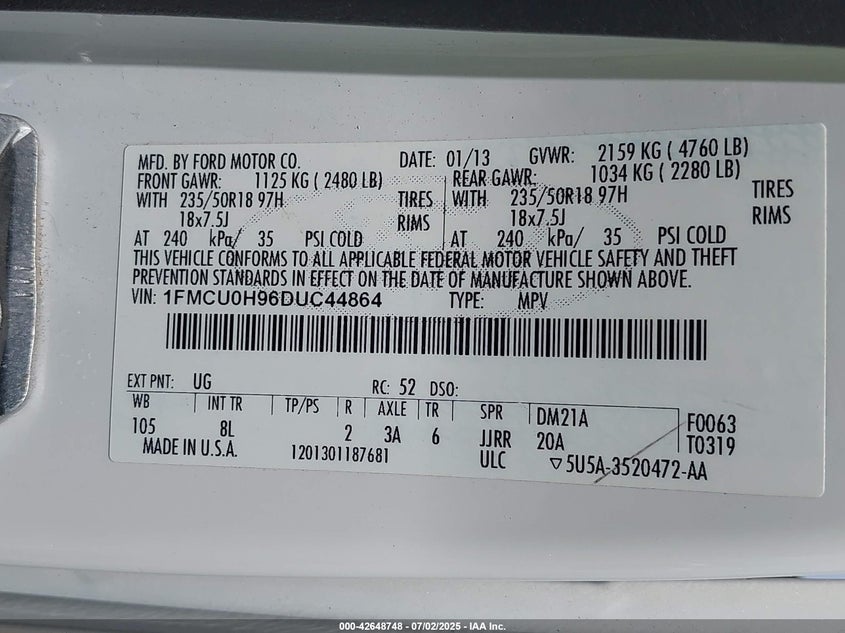 MFD. BY FORD MOTOR CO. DATE: 01/13 GVWR: 2159 KG ( 4760 LB)
FRONT GAWR: 1125 KG ( 2480 LB) REAR GAWR: 1034 KG ( 2280 LB)
WITH 235/50R18 97H TIRES WITH 235/50R18 97H TIRES
18x7.5J RIMS 18x7.5J RIMS
AT 240 kPa/ 35 PSI COLD AT 240 kPa/ 35 PSI COLD
THIS VEHICLE CONFORMS TO ALL APPLICABLE FEDERAL MOTOR VEHICLE SAFETY AND THEFT
PREVENTION STANDARDS IN EFFECT ON THE DATE OF MANUFACTURE SHOWN ABOVE.
VIN: 1FMCU0H96DUC44864 TYPE: MPV
EXT PNT: UG RC: 52 DSO:
WB INT TR TP/PS R AXLE TR SPR DM21A F0063
105 8L 2 3A 6 JJRR 20A T0319
MADE IN U.S.A. 1201301187681 ULC ▽5U5A-3520472-AA
000-42648748 - 07/02/2025 - IAA Inc.